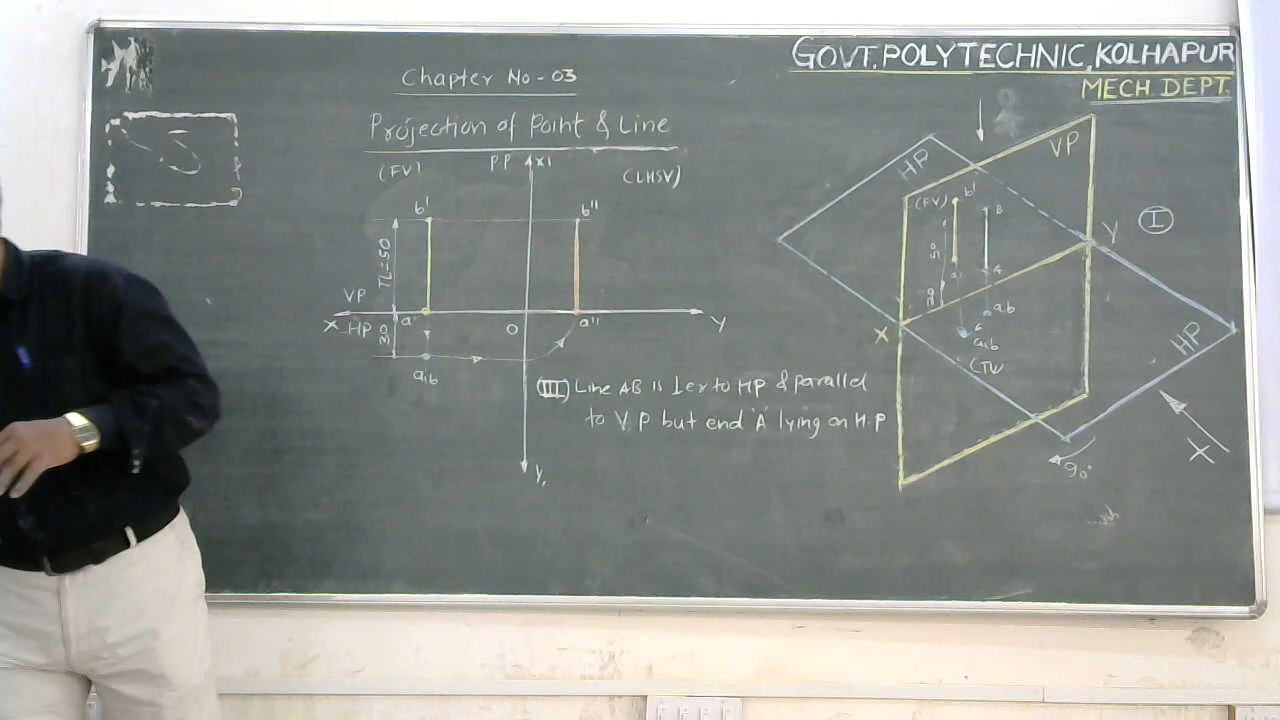 GOVT. POLYTECHNIC, KOLHAPUR
MECH. DEPT.
Chapter No - 03
Projection of Point & Line
(FV)
P.P
X1
(LHSV)
b'
b"
TL=50
VP
X
HP
30
a'
O
a"
Y
a,b
Y1
(III) Line AB is ler to HP & parallel
to V.P but end 'A' lying on H.P
HP
VP
(FV)
b'
B
Y
I
50
a'
A
30
a,b
X
a,b
(TV
HP
X
90°